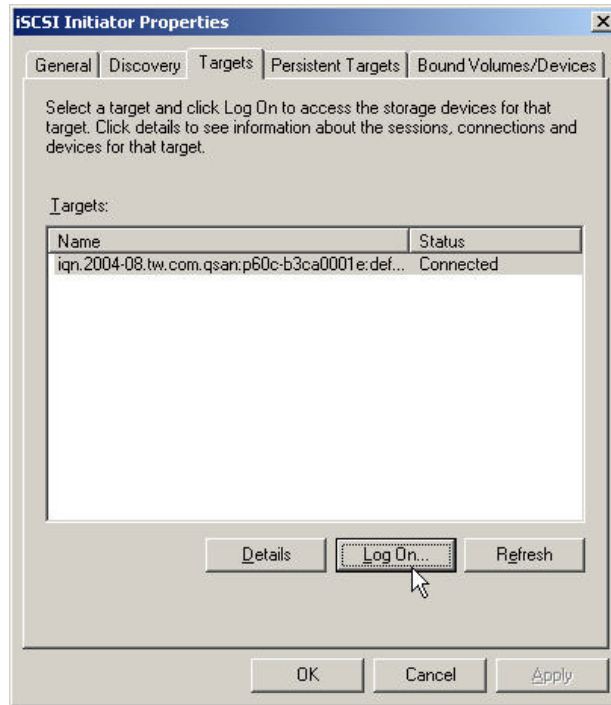 iSCSI Initiator Properties
General Discovery Targets Persistent Targets Bound Volumes/Devices
Select a target and click Log On to access the storage devices for that
target. Click details to see information about the sessions, connections and
devices for that target.
Targets:
Name Status
iqn.2004-08.tw.com.qsan:p60c-b3ca0001e:def... Connected
Details Log On... Refresh
OK Cancel Apply